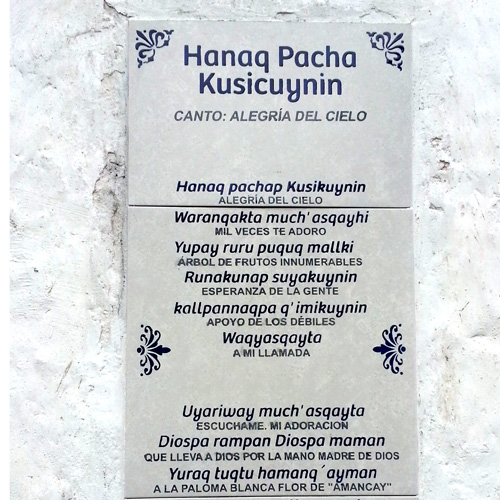 Hanaq Pacha
Kusicuynin
CANTO: ALEGRÍA DEL CIELO
Hanaq pachap Kusikuynin
ALEGRÍA DEL CIELO
Waranqakta much' asqayhi
MIL VECES TE ADORO
Yupay ruru puquq mallki
ÁRBOL DE FRUTOS INNUMERABLES
Runakunap suyakuynin
ESPERANZA DE LA GENTE
kallpannaqpa q' imikuynin
APOYO DE LOS DÉBILES
Waqyasqayta
A MI LLAMADA
Uyariway much' asqayta
ESCUCHAME. MI ADORACION
Diospa rampan Diospa maman
QUE LLEVA A DIOS POR LA MANO MADRE DE DIOS
Yuraq tuqtu hamanq´ayman
A LA PALOMA BLANCA FLOR DE "AMANCAY"